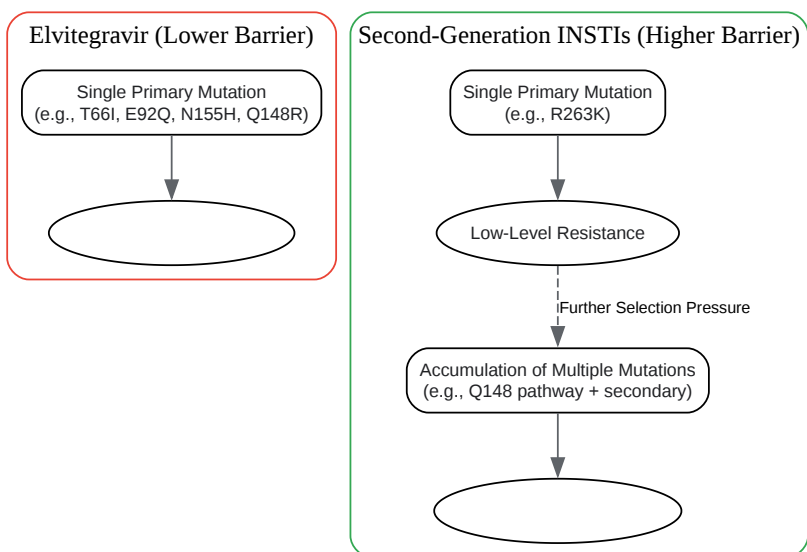 Elvitegravir (Lower Barrier)
Single Primary Mutation
(e.g., T66I, E92Q, N155H, Q148R)
Second-Generation INSTIs (Higher Barrier)
Single Primary Mutation
(e.g., R263K)
Low-Level Resistance
Further Selection Pressure
Accumulation of Multiple Mutations
(e.g., Q148 pathway + secondary)